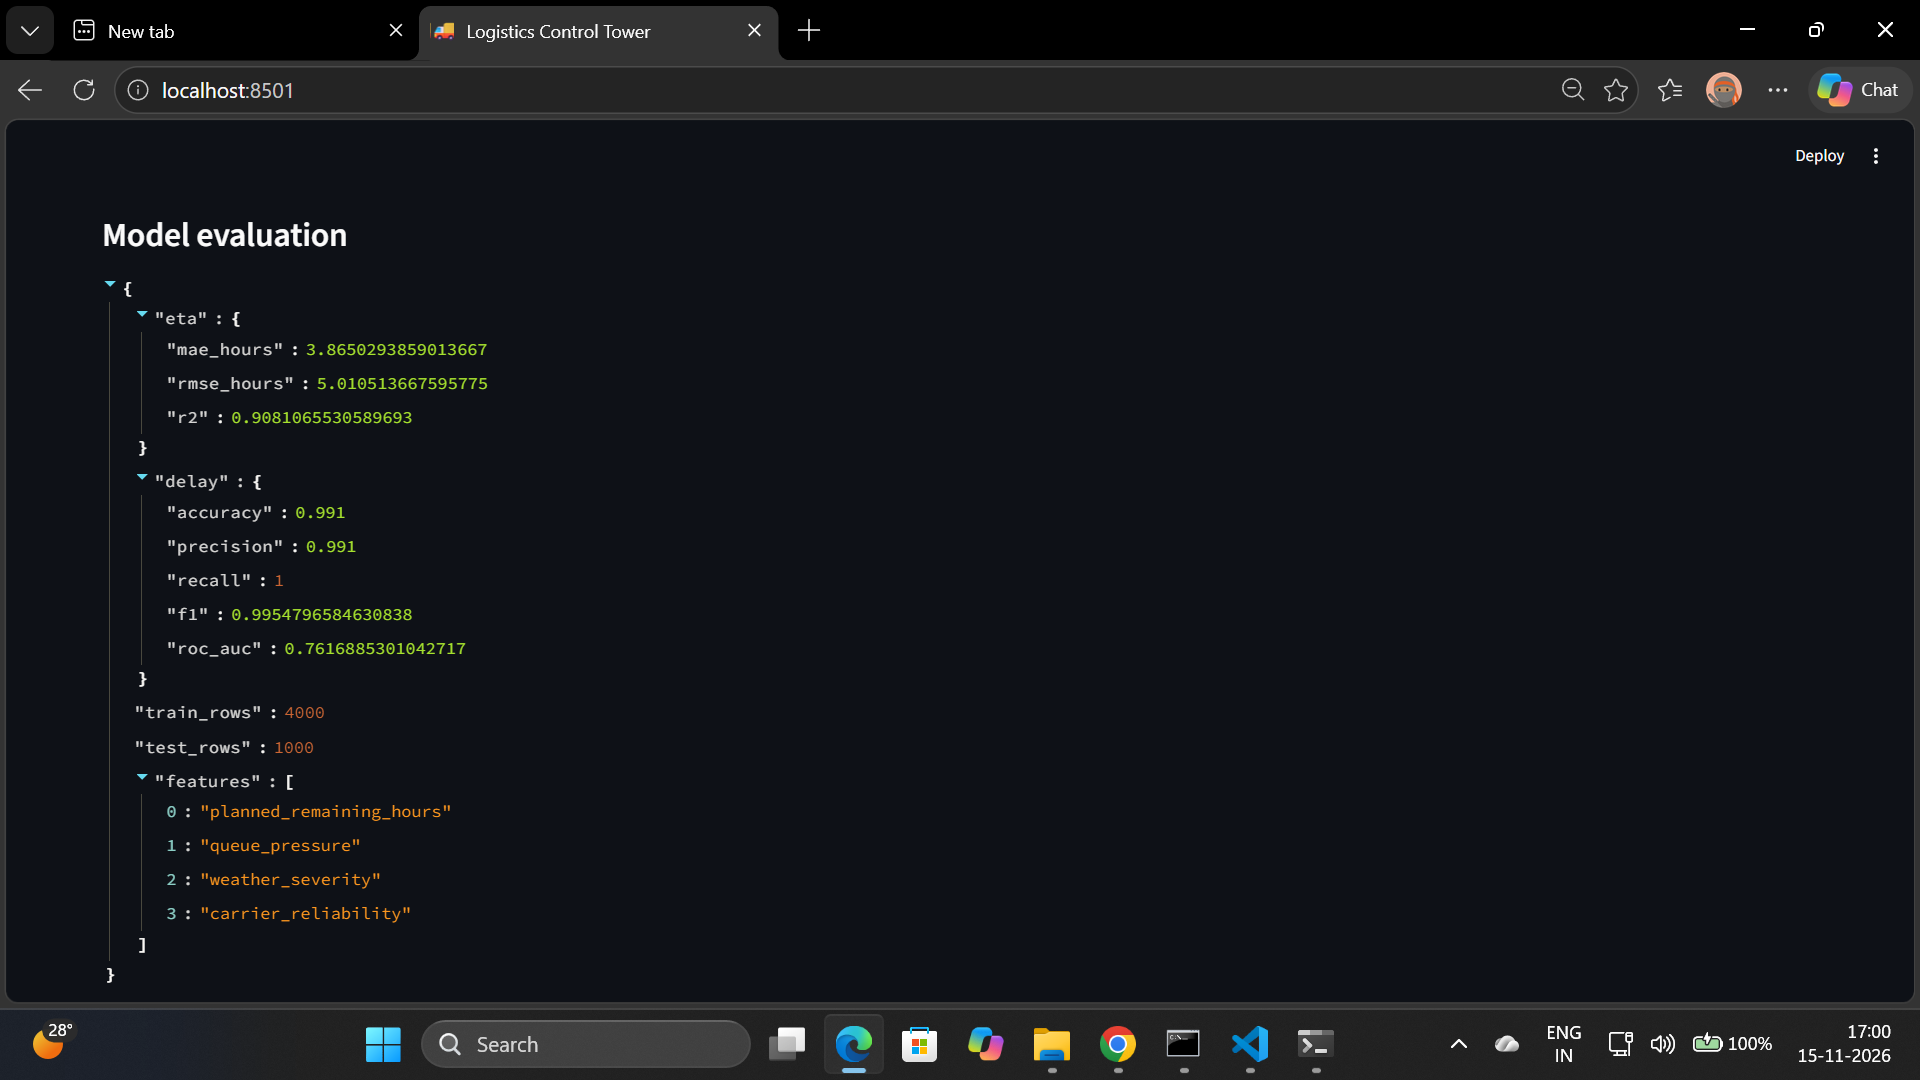 New tab
Logistics Control Tower
localhost:8501
Chat
Deploy
Model evaluation
{
"eta" : {
"mae_hours" : 3.8650293859013667
"rmse_hours" : 5.010513667595775
"r2" : 0.9081065530589693
}
"delay" : {
"accuracy" : 0.991
"precision" : 0.991
"recall" : 1
"f1" : 0.9954796584630838
"roc_auc" : 0.7616885301042717
}
"train_rows" : 4000
"test_rows" : 1000
"features" : [
0 : "planned_remaining_hours"
1 : "queue_pressure"
2 : "weather_severity"
3 : "carrier_reliability"
]
}
28°
Search
ENG
IN
100%
17:00
15-11-2026